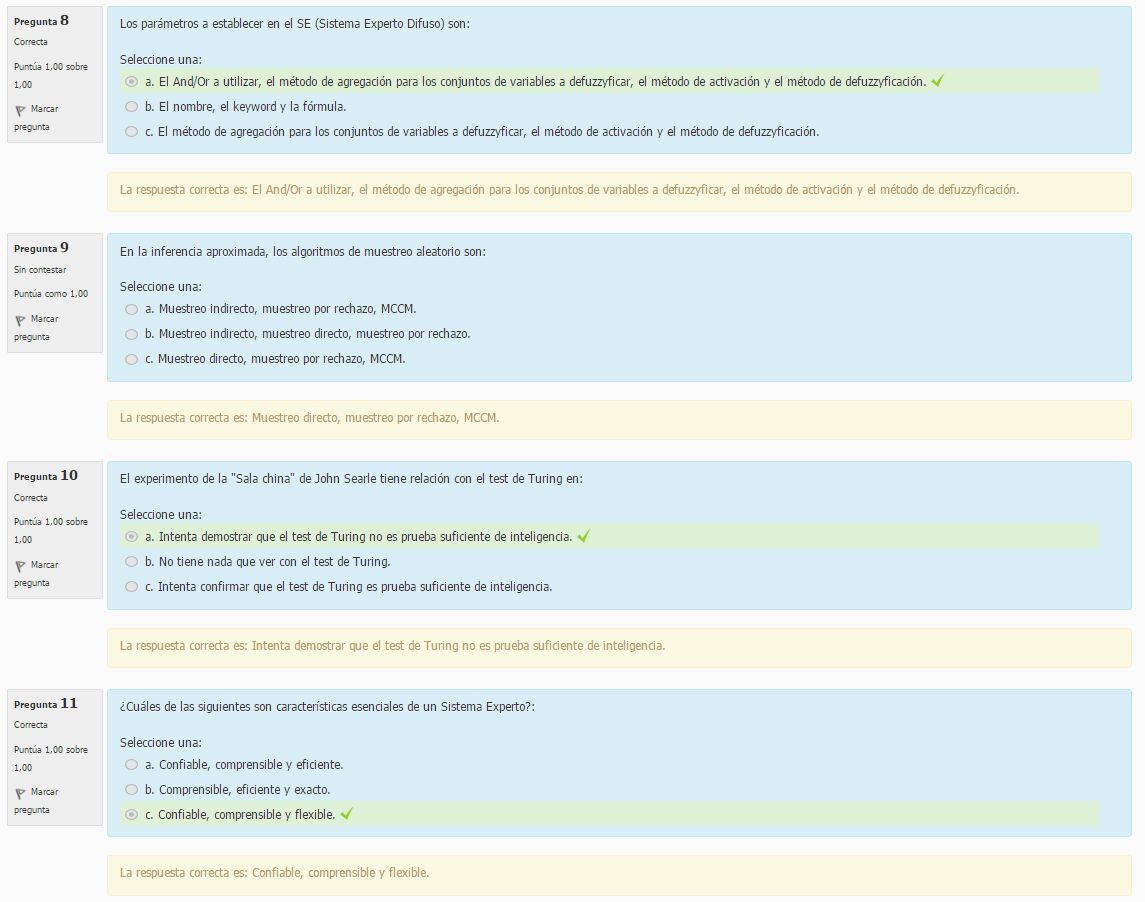 Pregunta 8
Correcta
Puntúa 1,00 sobre
1,00
Marcar
pregunta
Los parámetros a establecer en el SE (Sistema Experto Difuso) son:
Seleccione una:
a. El And/Or a utilizar, el método de agregación para los conjuntos de variables a defuzzyficar, el método de activación y el método de defuzzyficación.
b. El nombre, el keyword y la fórmula.
c. El método de agregación para los conjuntos de variables a defuzzyficar, el método de activación y el método de defuzzyficación.
La respuesta correcta es: El And/Or a utilizar, el método de agregación para los conjuntos de variables a defuzzyficar, el método de activación y el método de defuzzyficación.
Pregunta 9
Sin contestar
Puntúa como 1,00
Marcar
pregunta
En la inferencia aproximada, los algoritmos de muestreo aleatorio son:
Seleccione una:
a. Muestreo indirecto, muestreo por rechazo, MCCM.
b. Muestreo indirecto, muestreo directo, muestreo por rechazo.
c. Muestreo directo, muestreo por rechazo, MCCM.
La respuesta correcta es: Muestreo directo, muestreo por rechazo, MCCM.
Pregunta 10
Correcta
Puntúa 1,00 sobre
1,00
Marcar
pregunta
El experimento de la "Sala china" de John Searle tiene relación con el test de Turing en:
Seleccione una:
a. Intenta demostrar que el test de Turing no es prueba suficiente de inteligencia.
b. No tiene nada que ver con el test de Turing.
c. Intenta confirmar que el test de Turing es prueba suficiente de inteligencia.
La respuesta correcta es: Intenta demostrar que el test de Turing no es prueba suficiente de inteligencia.
Pregunta 11
Correcta
Puntúa 1,00 sobre
1,00
Marcar
pregunta
¿Cuáles de las siguientes son características esenciales de un Sistema Experto?:
Seleccione una:
a. Confiable, comprensible y eficiente.
b. Comprensible, eficiente y exacto.
c. Confiable, comprensible y flexible.
La respuesta correcta es: Confiable, comprensible y flexible.